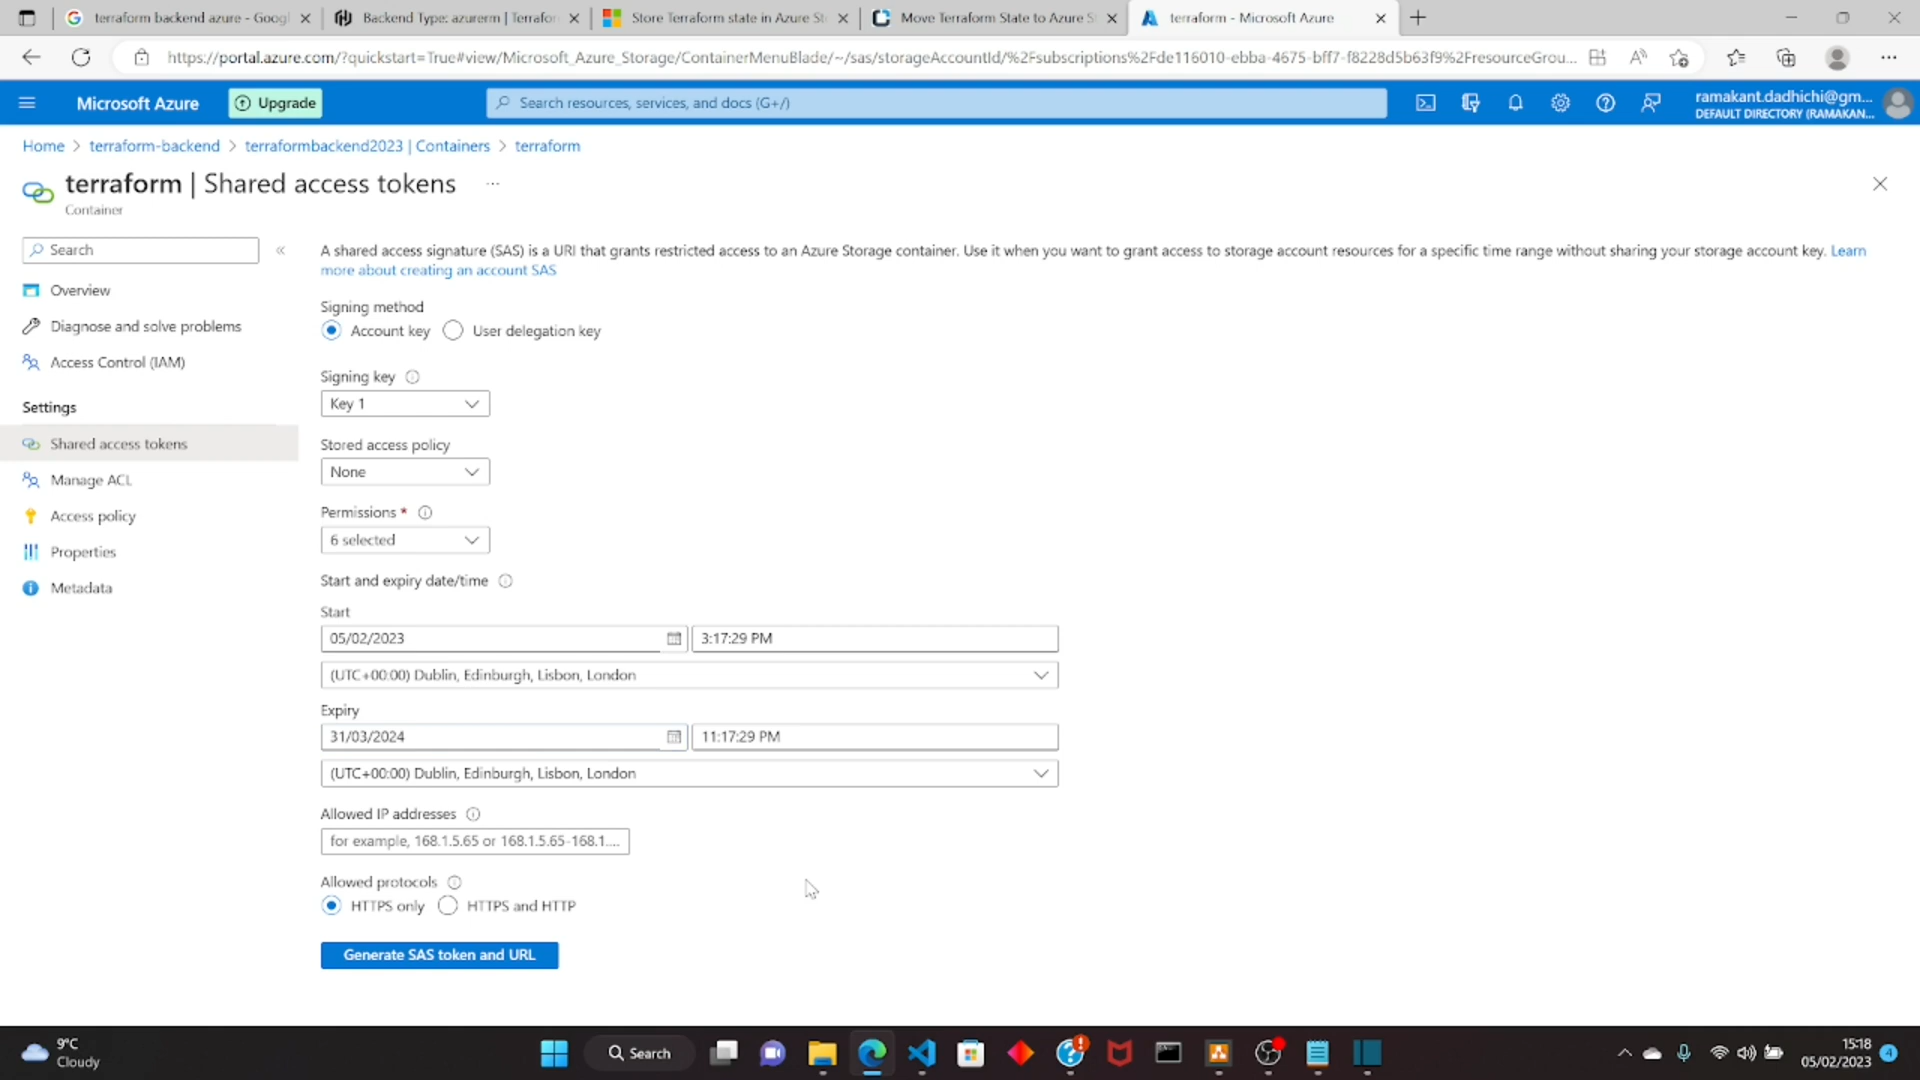 terraform backend azure - Googl
Backend Type: azurerm | Terrafor
Store Terraform state in Azure St
Move Terraform State to Azure S
terraform - Microsoft Azure
https://portal.azure.com/?quickstart=True#view/Microsoft_Azure_Storage/ContainerMenuBlade/~/sas/storageAccountId/%2Fsubscriptions%2Fde116010-ebba-4675-bff7-f8228d5b63f9%2FresourceGrou...
Microsoft Azure
Upgrade
Search resources, services, and docs (G+/)
ramakant.dadhichi@gm...
DEFAULT DIRECTORY (RAMAKAN...
Home > terraform-backend > terraformbackend2023 | Containers > terraform
terraform | Shared access tokens ...
Container
Search
«
Overview
Diagnose and solve problems
Access Control (IAM)
Settings
Shared access tokens
Manage ACL
Access policy
Properties
Metadata
A shared access signature (SAS) is a URI that grants restricted access to an Azure Storage container. Use it when you want to grant access to storage account resources for a specific time range without sharing your storage account key. Learn
more about creating an account SAS
Signing method
Account key User delegation key
Signing key
Key 1
Stored access policy
None
Permissions *
6 selected
Start and expiry date/time
Start
05/02/2023 3:17:29 PM
(UTC+00:00) Dublin, Edinburgh, Lisbon, London
Expiry
31/03/2024 11:17:29 PM
(UTC+00:00) Dublin, Edinburgh, Lisbon, London
Allowed IP addresses
for example, 168.1.5.65 or 168.1.5.65-168.1....
Allowed protocols
HTTPS only HTTPS and HTTP
Generate SAS token and URL
9°C
Cloudy
Search
15:18
05/02/2023
4